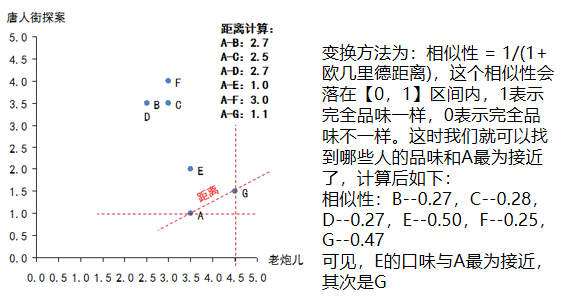 唐人街探案
距离计算：
A-B: 2.7
A-C: 2.5
A-D: 2.7
A-E: 1.0
A-F: 3.0
A-G: 1.1
5.0
4.5
4.0
3.5
3.0
2.5
2.0
1.5
1.0
0.5
0.0
F
B
C
D
E
距离
G
A
老炮儿
0.0 0.5 1.0 1.5 2.0 2.5 3.0 3.5 4.0 4.5 5.0
变换方法为：相似性 = 1/(1+
欧几里德距离)，这个相似性会
落在【0，1】区间内，1表示
完全品味一样，0表示完全品
味不一样。这时我们就可以找
到哪些人的品味和A最为接近
了，计算后如下：
相似性：B--0.27，C--0.28，
D--0.27，E--0.50，F--0.25，
G--0.47
可见，E的口味与A最为接近，
其次是G